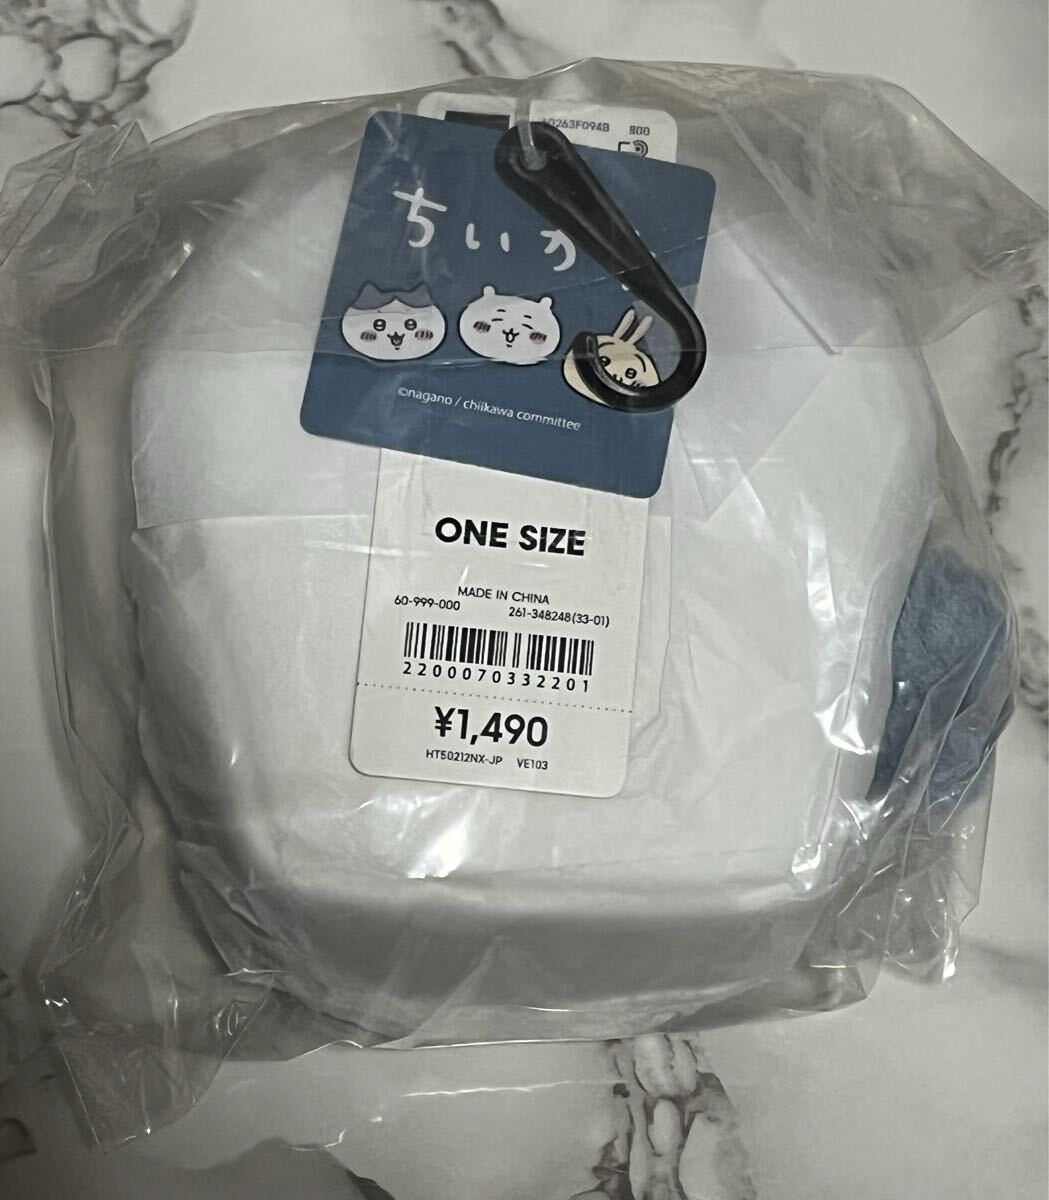 800
ちいか
©nagano / chiikawa committee
ONE SIZE
MADE IN CHINA
60-999-000 261-348248(33-01)
2200070332201
¥1,490
HT50212NX-JP VE103